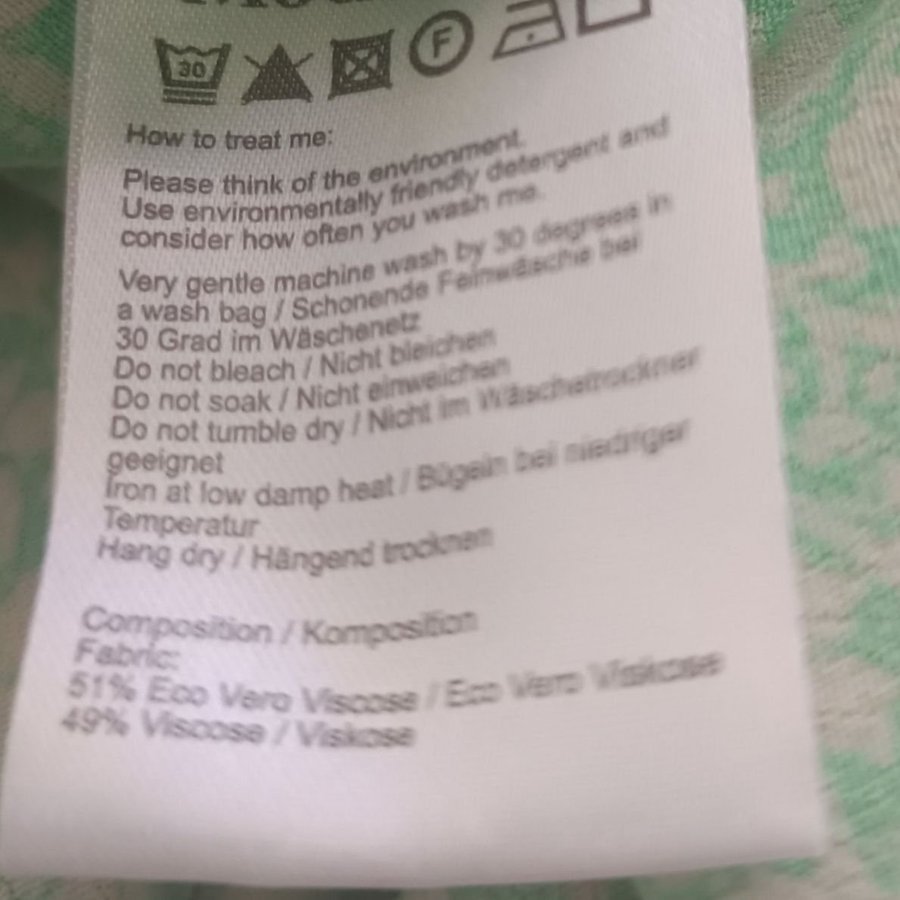 30
F
How to treat me:
Please think of the environment.
Use environmentally friendly detergent and
consider how often you wash me.
Very gentle machine wash by 30 degrees in
a wash bag / Schonende Feinwäsche bei
30 Grad im Wäschenetz
Do not bleach / Nicht bleichen
Do not soak / Nicht einweichen
Do not tumble dry / Nicht im Wäschetrockner
geeignet
Iron at low damp heat / Bügeln bei niedriger
Temperatur
Hang dry / Hängend trocknen
Composition / Komposition
Fabric:
51% Eco Vero Viscose / Eco Vero Viskose
49% Viscose / Viskose